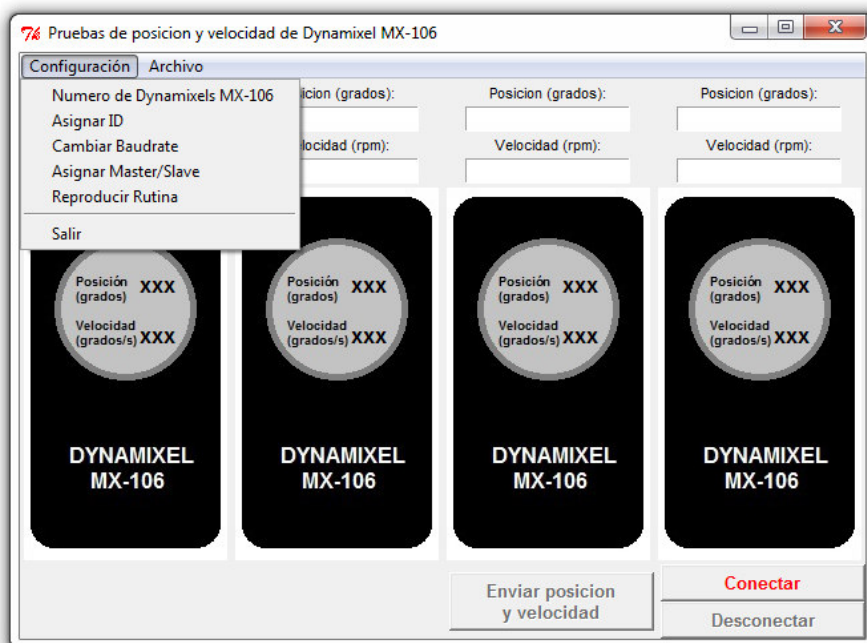 Pruebas de posicion y velocidad de Dynamixel MX-106
Configuración Archivo
Numero de Dynamixels MX-106
Asignar ID
Cambiar Baudrate
Asignar Master/Slave
Reproducir Rutina
Salir
icion (grados): Posicion (grados): Posicion (grados):
locidad (rpm): Velocidad (rpm): Velocidad (rpm):
Posición XXX Posición XXX Posición XXX Posición XXX
(grados) (grados) (grados) (grados)
Velocidad Velocidad Velocidad Velocidad
(grados/s) XXX (grados/s) XXX (grados/s) XXX (grados/s) XXX
DYNAMIXEL DYNAMIXEL DYNAMIXEL DYNAMIXEL
MX-106 MX-106 MX-106 MX-106
Enviar posicion
y velocidad
Conectar
Desconectar